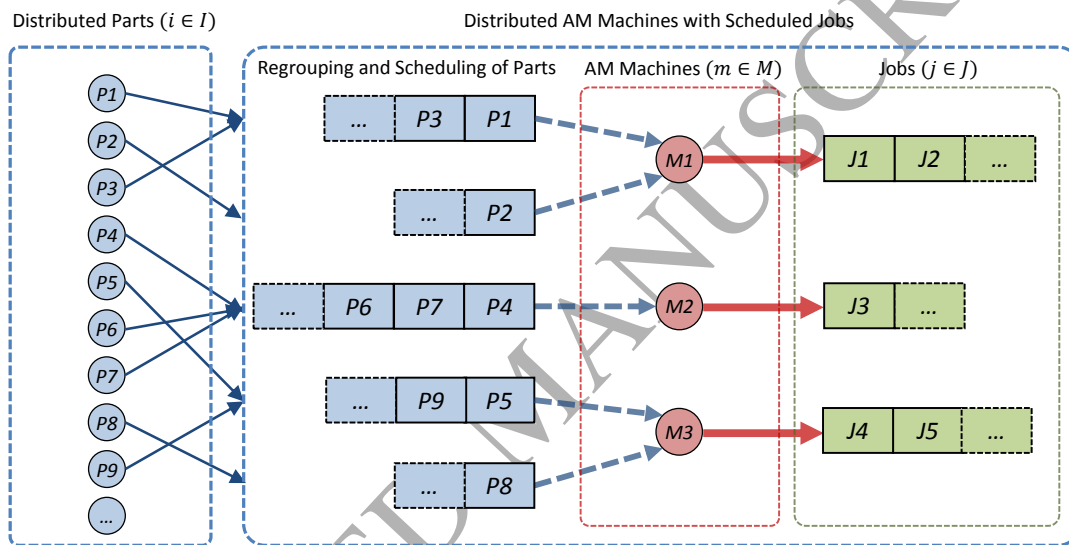 Distributed Parts (i ∈ I)
Distributed AM Machines with Scheduled Jobs
Regrouping and Scheduling of Parts
AM Machines (m ∈ M)
Jobs (j ∈ J)
P1
P2
P3
P4
P5
P6
P7
P8
P9
...
... P3 P1
... P2
... P6 P7 P4
... P9 P5
... P8
M1
M2
M3
J1 J2 ...
J3 ...
J4 J5 ...
ED MANUSCR